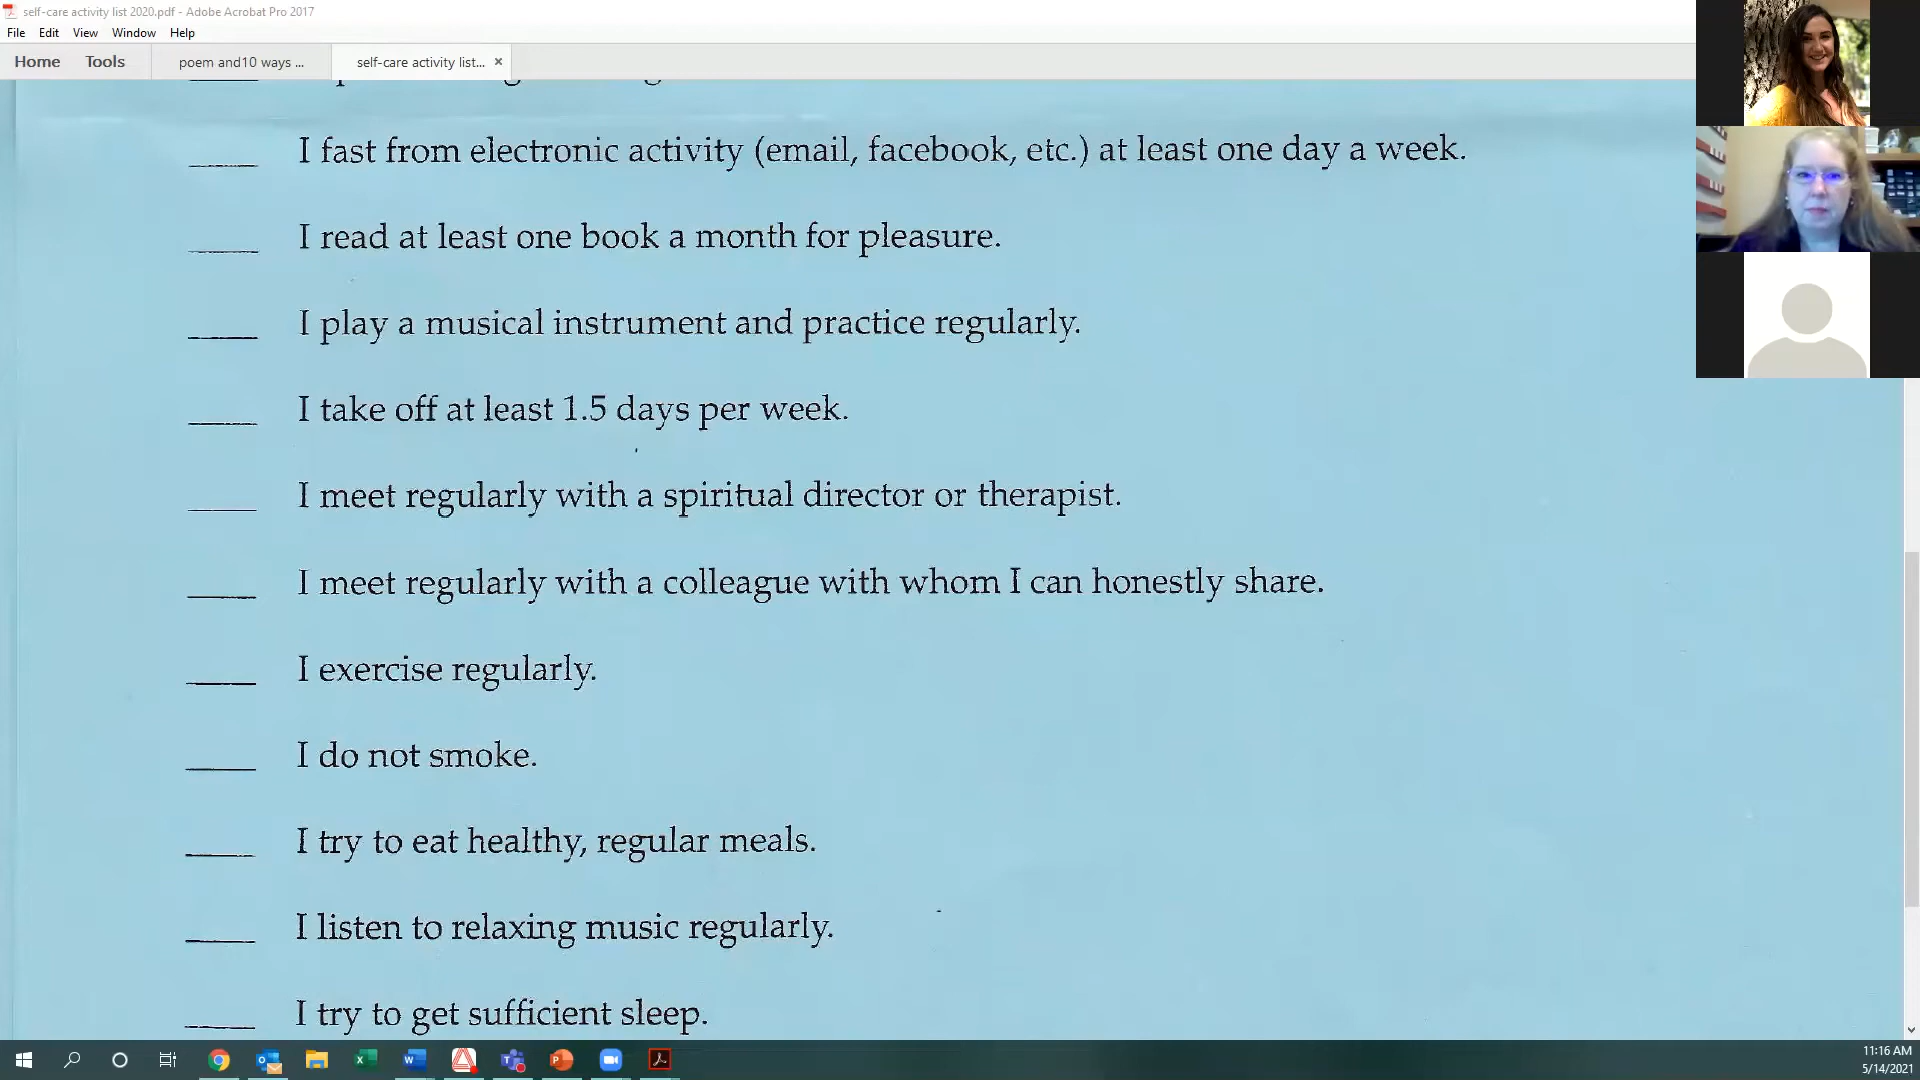 self-care activity list 2020.pdf - Adobe Acrobat Pro 2017
File Edit View Window Help
Home Tools poem and10 ways ... self-care activity list... ×
____ I fast from electronic activity (email, facebook, etc.) at least one day a week.
____ I read at least one book a month for pleasure.
____ I play a musical instrument and practice regularly.
____ I take off at least 1.5 days per week.
____ I meet regularly with a spiritual director or therapist.
____ I meet regularly with a colleague with whom I can honestly share.
____ I exercise regularly.
____ I do not smoke.
____ I try to eat healthy, regular meals.
____ I listen to relaxing music regularly.
____ I try to get sufficient sleep.
11:16 AM
5/14/2021